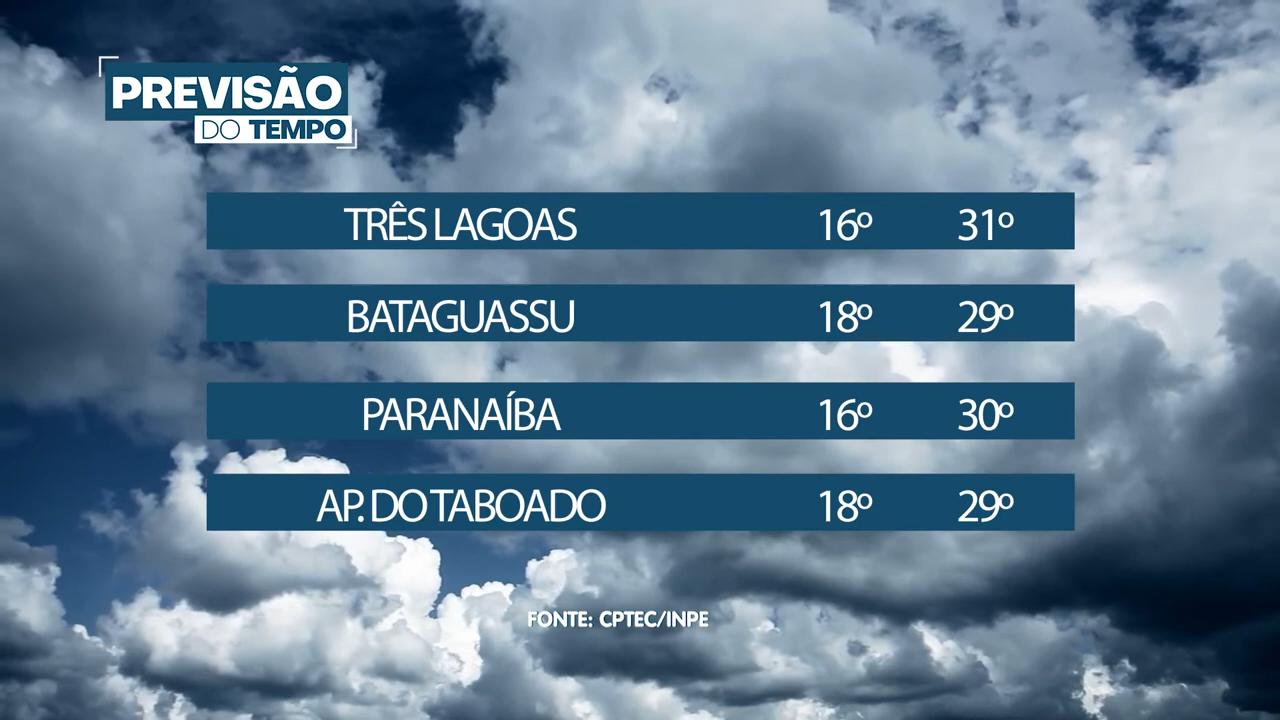 PREVISÃO
DO TEMPO
TRÊS LAGOAS 16º 31º
BATAGUASSU 18º 29º
PARANAÍBA 16º 30º
AP. DO TABOADO 18º 29º
FONTE: CPTEC/INPE